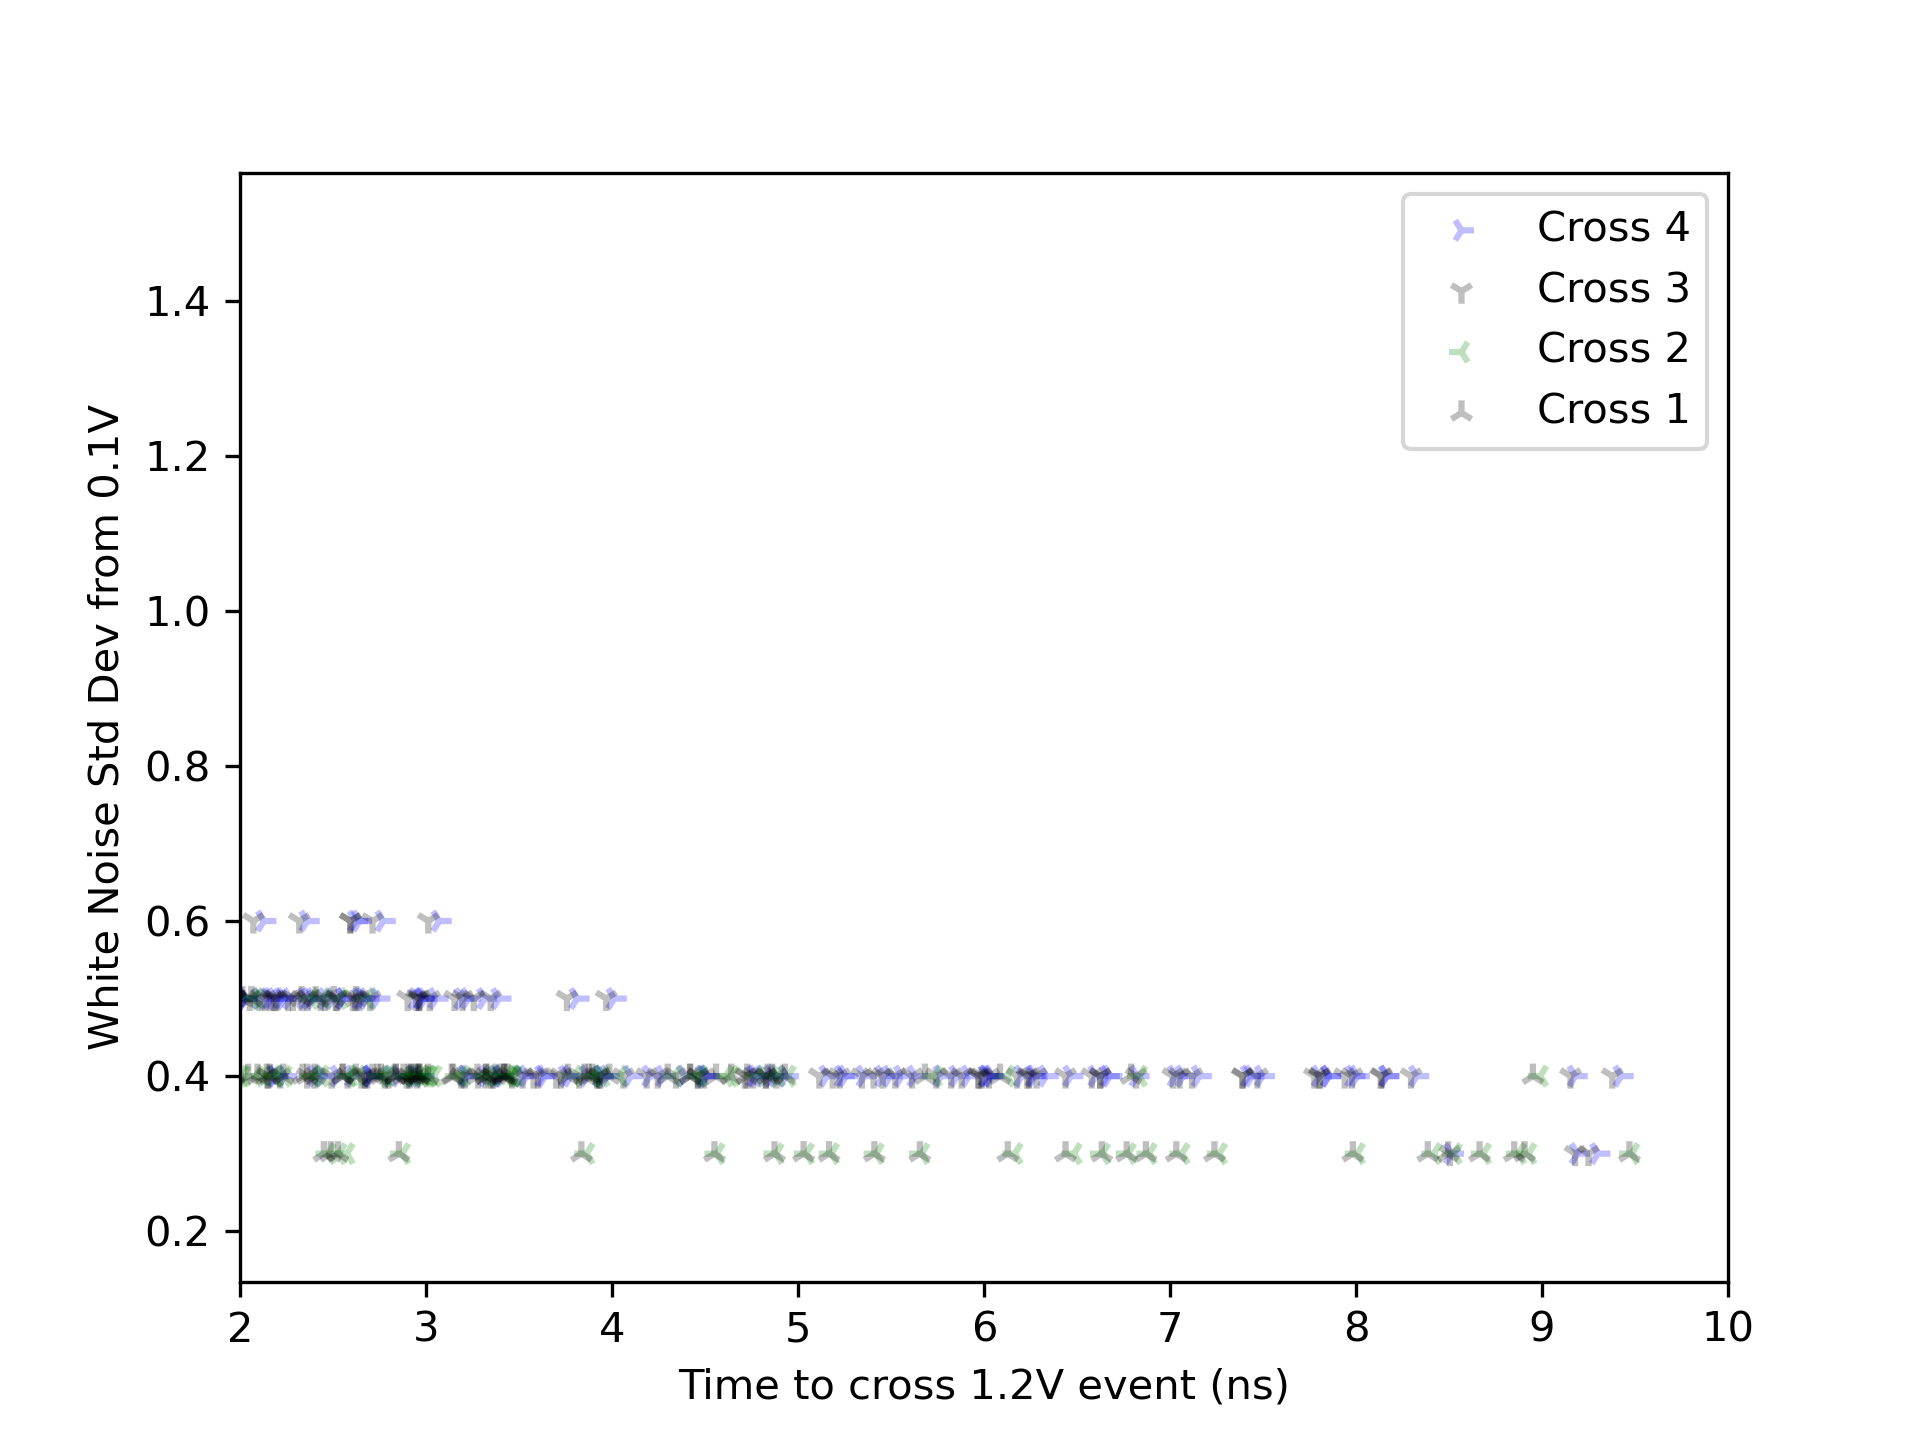 Cross 4
Cross 3
Cross 2
Cross 1
1.4
1.2
1.0
0.8
0.6
0.4
0.2
White Noise Std Dev from 0.1V
2 3 4 5 6 7 8 9 10
Time to cross 1.2V event (ns)